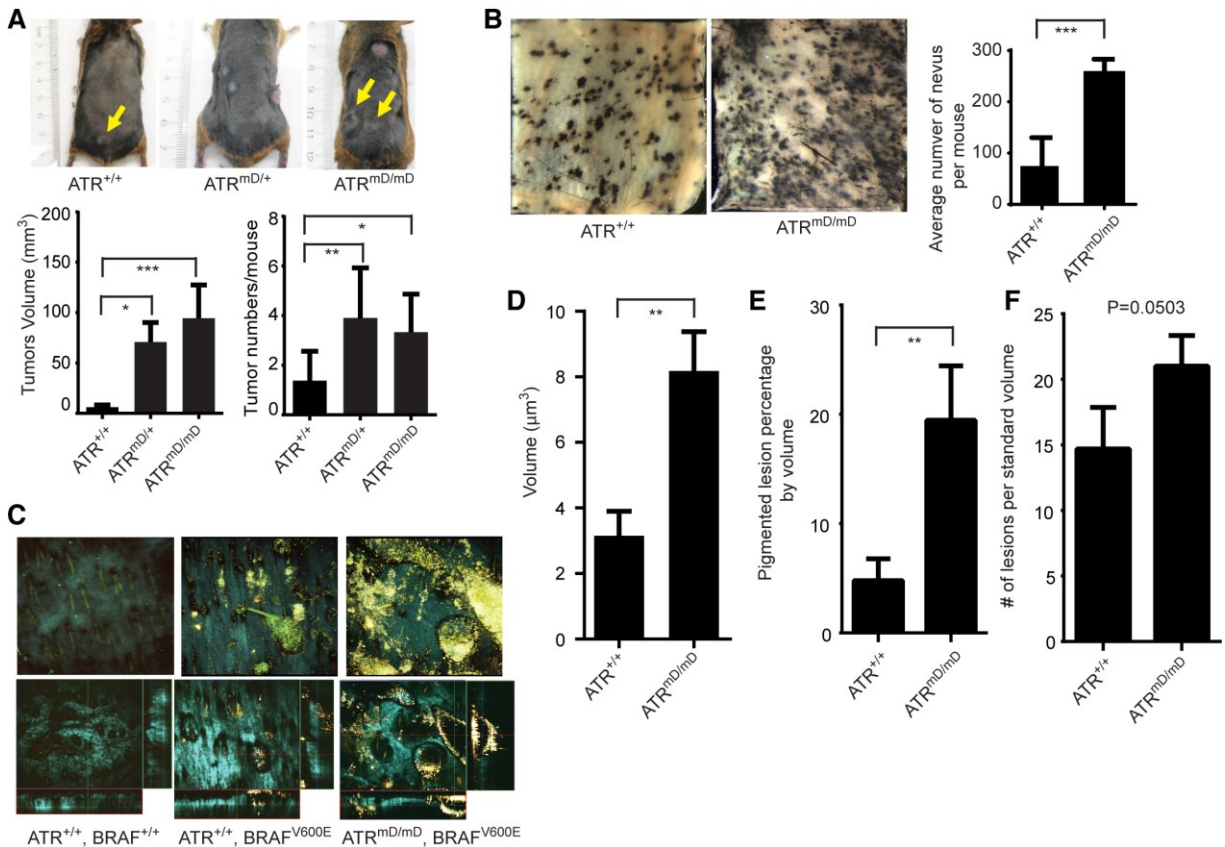 A
ATR+/+
ATRmD/+
ATRmD/mD
Tumors Volume (mm3)
200
150
100
50
0
***
*
ATR+/+
ATRmD/+
ATRmD/mD
Tumor numbers/mouse
8
6
4
2
0
*
**
ATR+/+
ATRmD/+
ATRmD/mD
B
ATR+/+
ATRmD/mD
Average numver of nevus
per mouse
300
200
100
0
***
ATR+/+
ATRmD/mD
C
ATR+/+, BRAF+/+
ATR+/+, BRAFV600E
ATRmD/mD, BRAFV600E
D
Volume (µm3)
10
8
6
4
2
0
**
ATR+/+
ATRmD/mD
E
Pigmented lesion percentage
by volume
30
20
10
0
**
ATR+/+
ATRmD/mD
F
# of lesions per standard volume
25
20
15
10
5
0
P=0.0503
ATR+/+
ATRmD/mD